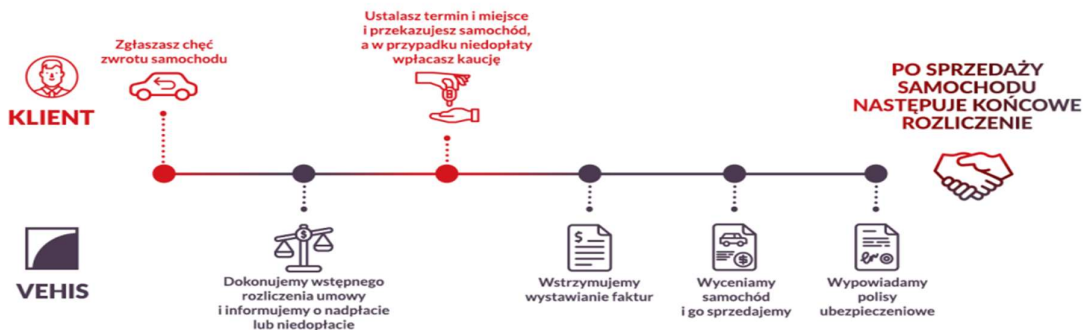 Zgłaszasz chęć
zwrotu samochodu
Ustalasz termin i miejsce
i przekazujesz samochód,
a w przypadku niedopłaty
wpłacasz kaucję
KLIENT
PO SPRZEDAŻY
SAMOCHODU
NASTĘPUJE KOŃCOWE
ROZLICZENIE
VEHIS
Dokonujemy wstępnego
rozliczenia umowy
i informujemy o nadpłacie
lub niedopłacie
Wstrzymujemy
wystawianie faktur
Wyceniamy
samochód
i go sprzedajemy
Wypowiadamy
polisy
ubezpieczeniowe